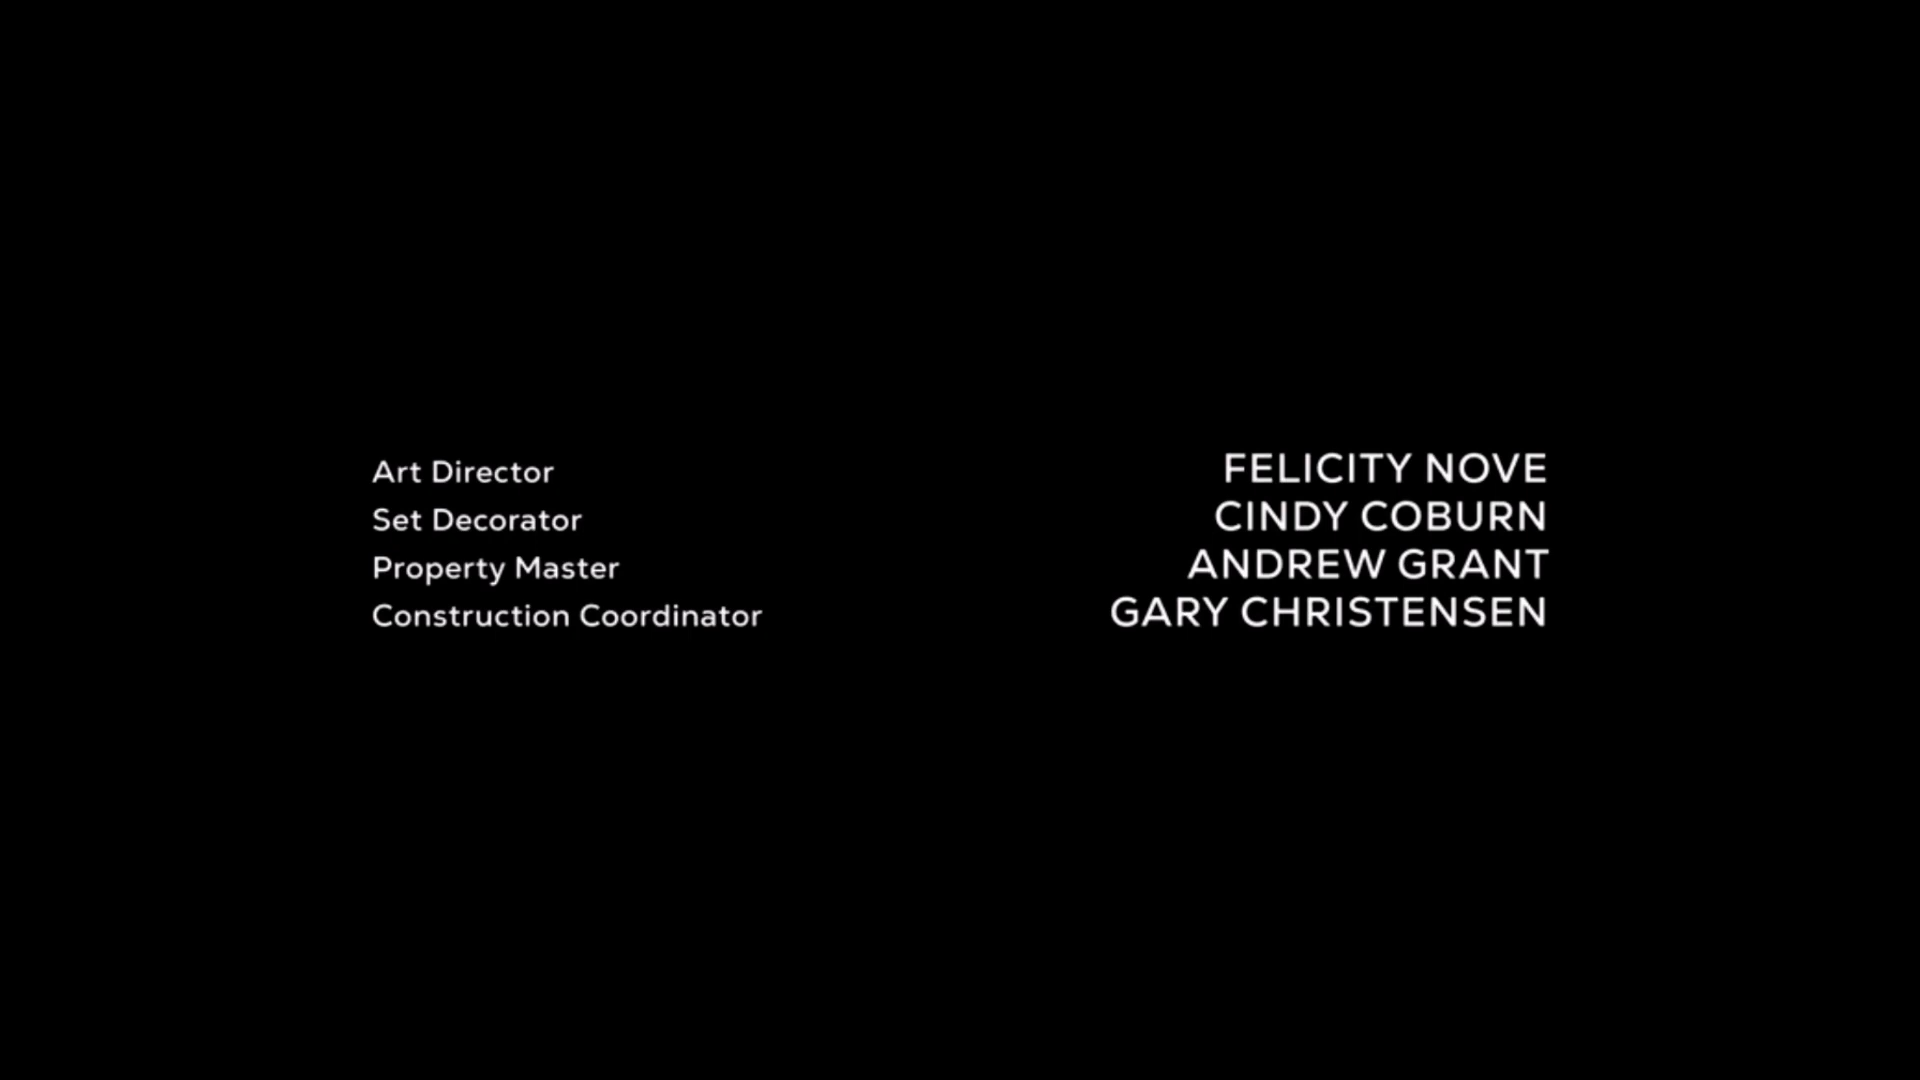 Art Director FELICITY NOVE
Set Decorator CINDY COBURN
Property Master ANDREW GRANT
Construction Coordinator GARY CHRISTENSEN